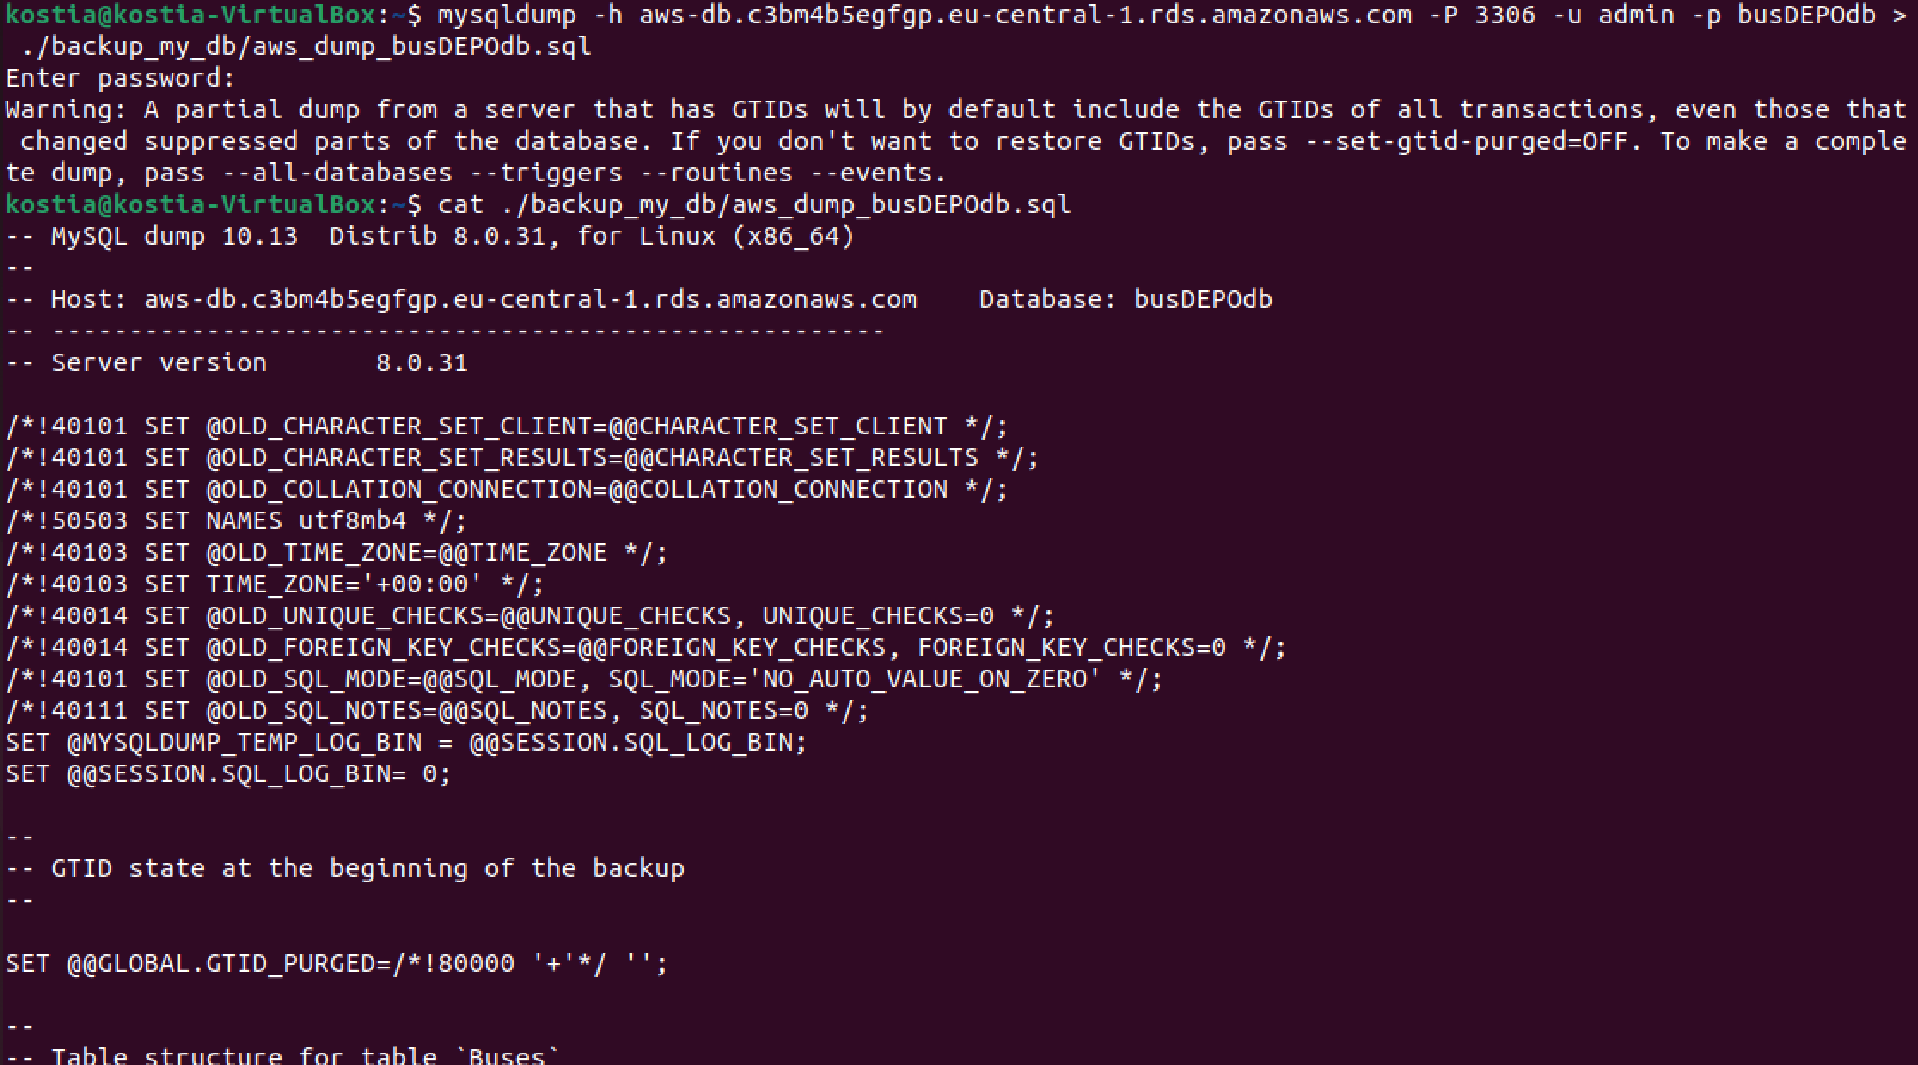 kostia@kostia-VirtualBox:~$ mysqldump -h aws-db.c3bm4b5egfgp.eu-central-1.rds.amazonaws.com -P 3306 -u admin -p busDEPOdb >
 ./backup_my_db/aws_dump_busDEPOdb.sql
Enter password:
Warning: A partial dump from a server that has GTIDs will by default include the GTIDs of all transactions, even those that
 changed suppressed parts of the database. If you don't want to restore GTIDs, pass --set-gtid-purged=OFF. To make a comple
te dump, pass --all-databases --triggers --routines --events.
kostia@kostia-VirtualBox:~$ cat ./backup_my_db/aws_dump_busDEPOdb.sql
-- MySQL dump 10.13  Distrib 8.0.31, for Linux (x86_64)
--
-- Host: aws-db.c3bm4b5egfgp.eu-central-1.rds.amazonaws.com    Database: busDEPOdb
-- ------------------------------------------------------
-- Server version       8.0.31

/*!40101 SET @OLD_CHARACTER_SET_CLIENT=@@CHARACTER_SET_CLIENT */;
/*!40101 SET @OLD_CHARACTER_SET_RESULTS=@@CHARACTER_SET_RESULTS */;
/*!40101 SET @OLD_COLLATION_CONNECTION=@@COLLATION_CONNECTION */;
/*!50503 SET NAMES utf8mb4 */;
/*!40103 SET @OLD_TIME_ZONE=@@TIME_ZONE */;
/*!40103 SET TIME_ZONE='+00:00' */;
/*!40014 SET @OLD_UNIQUE_CHECKS=@@UNIQUE_CHECKS, UNIQUE_CHECKS=0 */;
/*!40014 SET @OLD_FOREIGN_KEY_CHECKS=@@FOREIGN_KEY_CHECKS, FOREIGN_KEY_CHECKS=0 */;
/*!40101 SET @OLD_SQL_MODE=@@SQL_MODE, SQL_MODE='NO_AUTO_VALUE_ON_ZERO' */;
/*!40111 SET @OLD_SQL_NOTES=@@SQL_NOTES, SQL_NOTES=0 */;
SET @MYSQLDUMP_TEMP_LOG_BIN = @@SESSION.SQL_LOG_BIN;
SET @@SESSION.SQL_LOG_BIN= 0;

--
-- GTID state at the beginning of the backup
--

SET @@GLOBAL.GTID_PURGED=/*!80000 '+'*/ '';

--
-- Table structure for table `Buses`